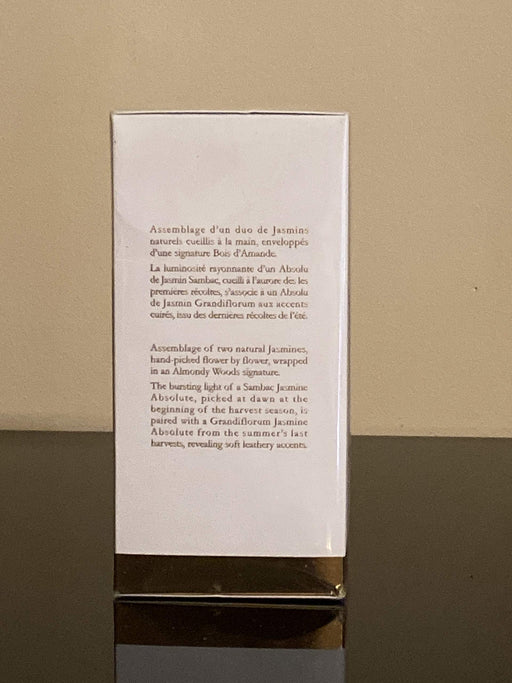 Assemblage d'un duo de Jasmins
naturels cueillis à la main, enveloppés
d'une signature Bois d'Amande.
La luminosité rayonnante d'un Absolu
de Jasmin Sambac, cueilli à l'aurore dès les
premières récoltes, s'associe à un Absolu
de Jasmin Grandiflorum aux accents
cuirés, issu des dernières récoltes de l'été.
Assemblage of two natural Jasmines,
hand-picked flower by flower, wrapped
in an Almondy Woods signature.
The bursting light of a Sambac Jasmine
Absolute, picked at dawn at the
beginning of the harvest season, is
paired with a Grandiflorum Jasmine
Absolute from the summer's last
harvests, revealing soft leathery accents.